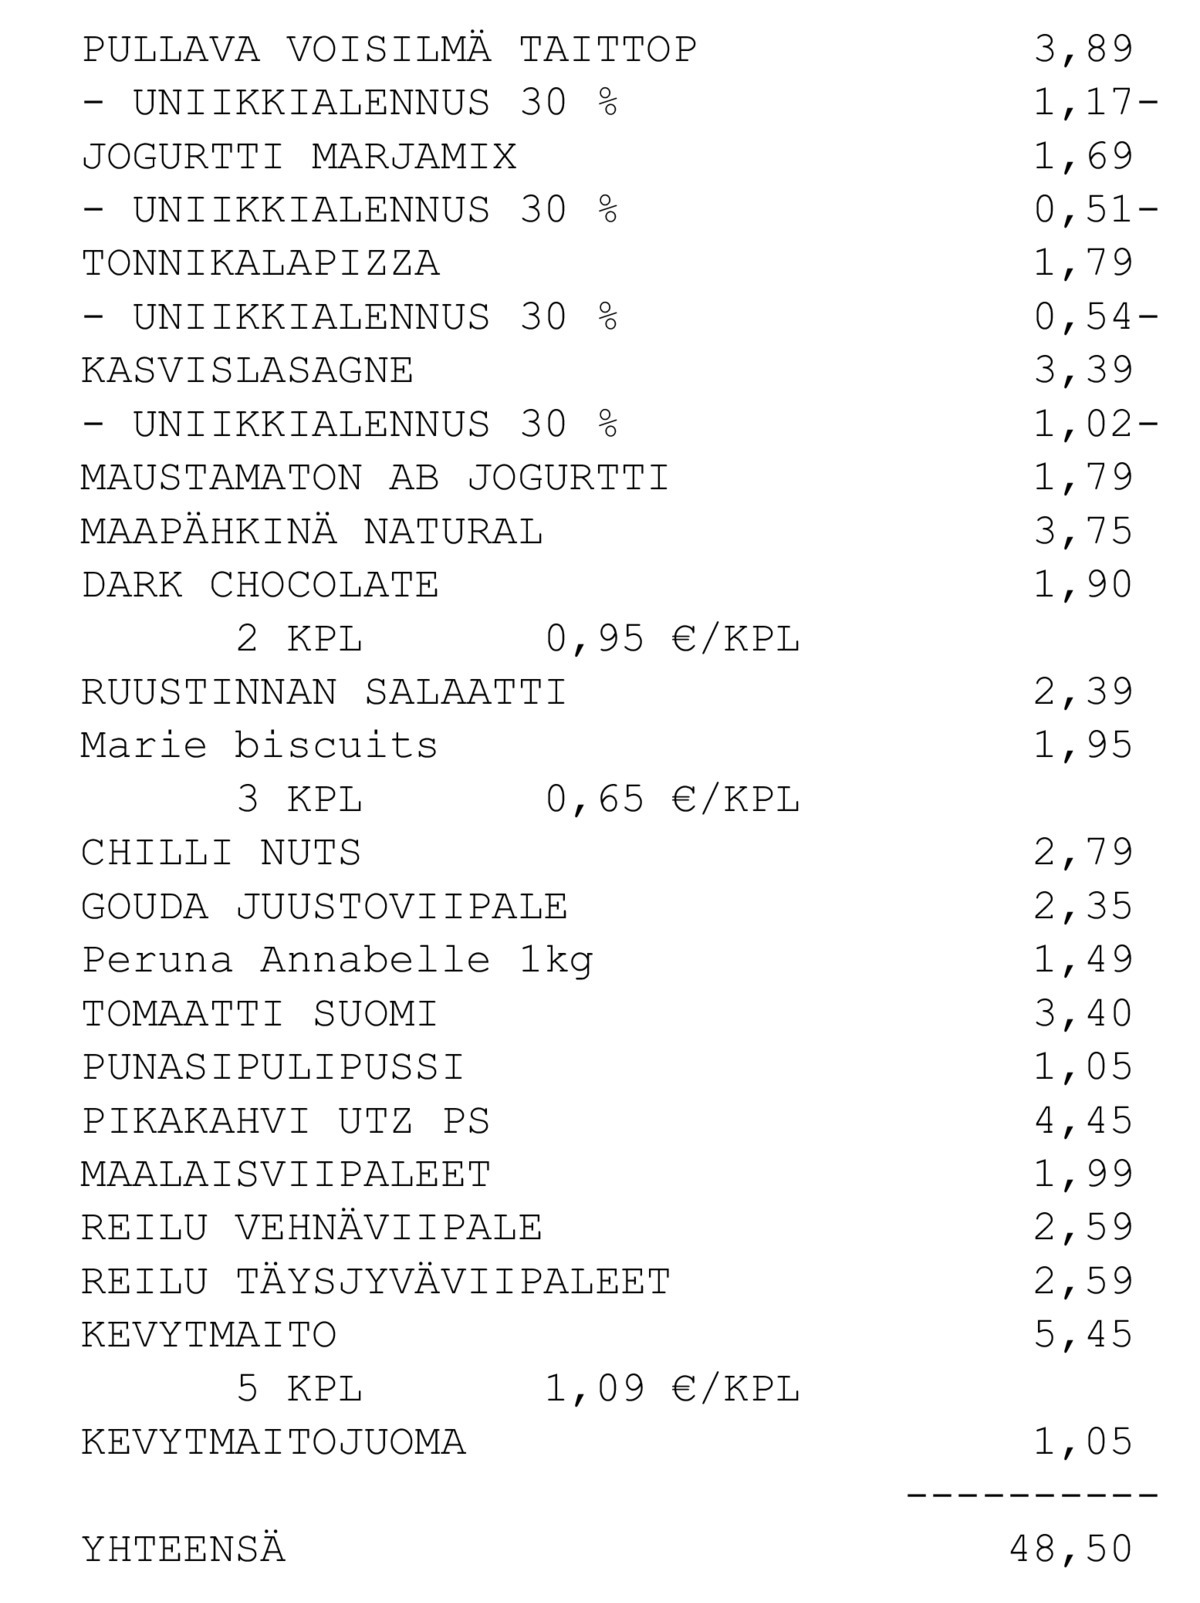 PULLAVA VOISILMÄ TAITTOP 3,89
- UNIIKKIALENNUS 30 % 1,17-
JOGURTTI MARJAMIX 1,69
- UNIIKKIALENNUS 30 % 0,51-
TONNIKALAPIZZA 1,79
- UNIIKKIALENNUS 30 % 0,54-
KASVISLASAGNE 3,39
- UNIIKKIALENNUS 30 % 1,02-
MAUSTAMATON AB JOGURTTI 1,79
MAAPÄHKINÄ NATURAL 3,75
DARK CHOCOLATE 1,90
2 KPL 0,95 €/KPL
RUUSTINNAN SALAATTI 2,39
Marie biscuits 1,95
3 KPL 0,65 €/KPL
CHILLI NUTS 2,79
GOUDA JUUSTOVIIPALE 2,35
Peruna Annabelle 1kg 1,49
TOMAATTI SUOMI 3,40
PUNASIPULIPUSSI 1,05
PIKAKAHVI UTZ PS 4,45
MAALAISVIIPALEET 1,99
REILU VEHNÄVIIPALE 2,59
REILU TÄYSJYVÄVIIPALEET 2,59
KEVYTMAITO 5,45
5 KPL 1,09 €/KPL
KEVYTMAITOJUOMA 1,05
----------
YHTEENSÄ 48,50